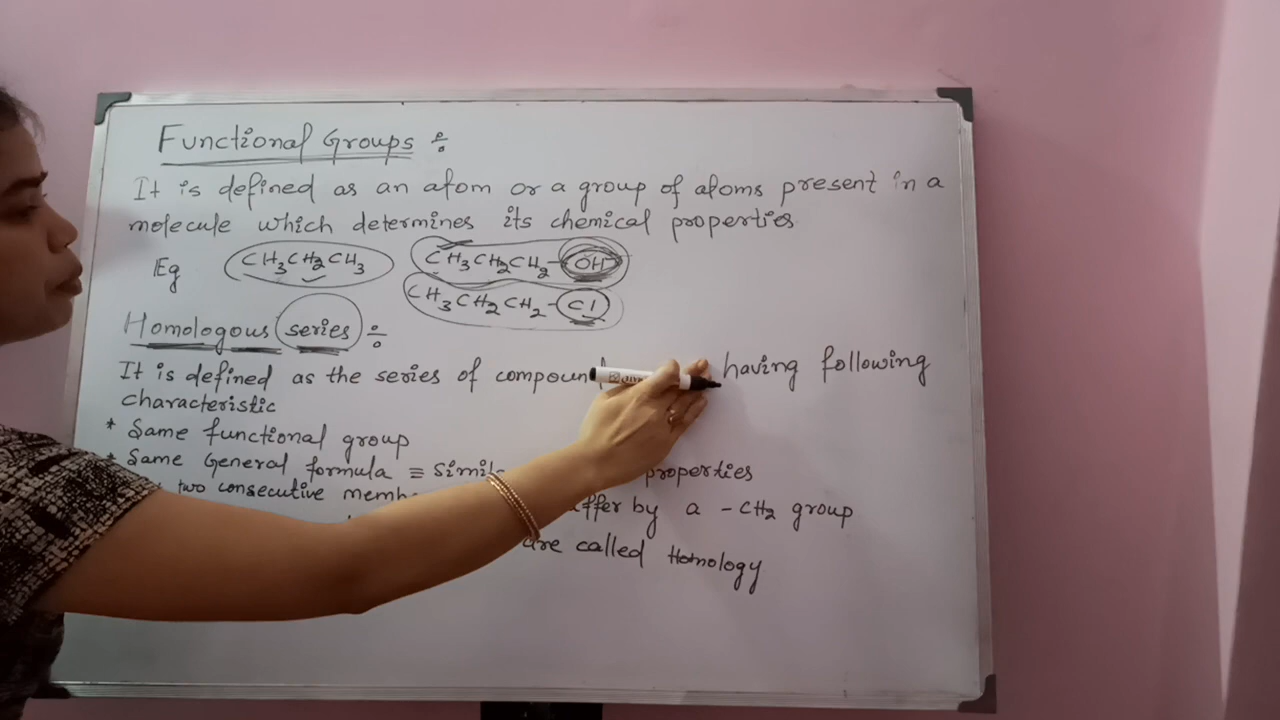 Functional Groups ÷
It is defined as an atom or a group of atoms present in a
molecule which determines its chemical properties.
Eg CH3CH2CH3 CH3CH2CH2-OH
CH3CH2CH2-Cl
Homologous series ÷
It is defined as the series of having following
characteristic
* Same functional group
* Same General formula ≡ properties
two consecutive by a -CH2 group
are called Homology